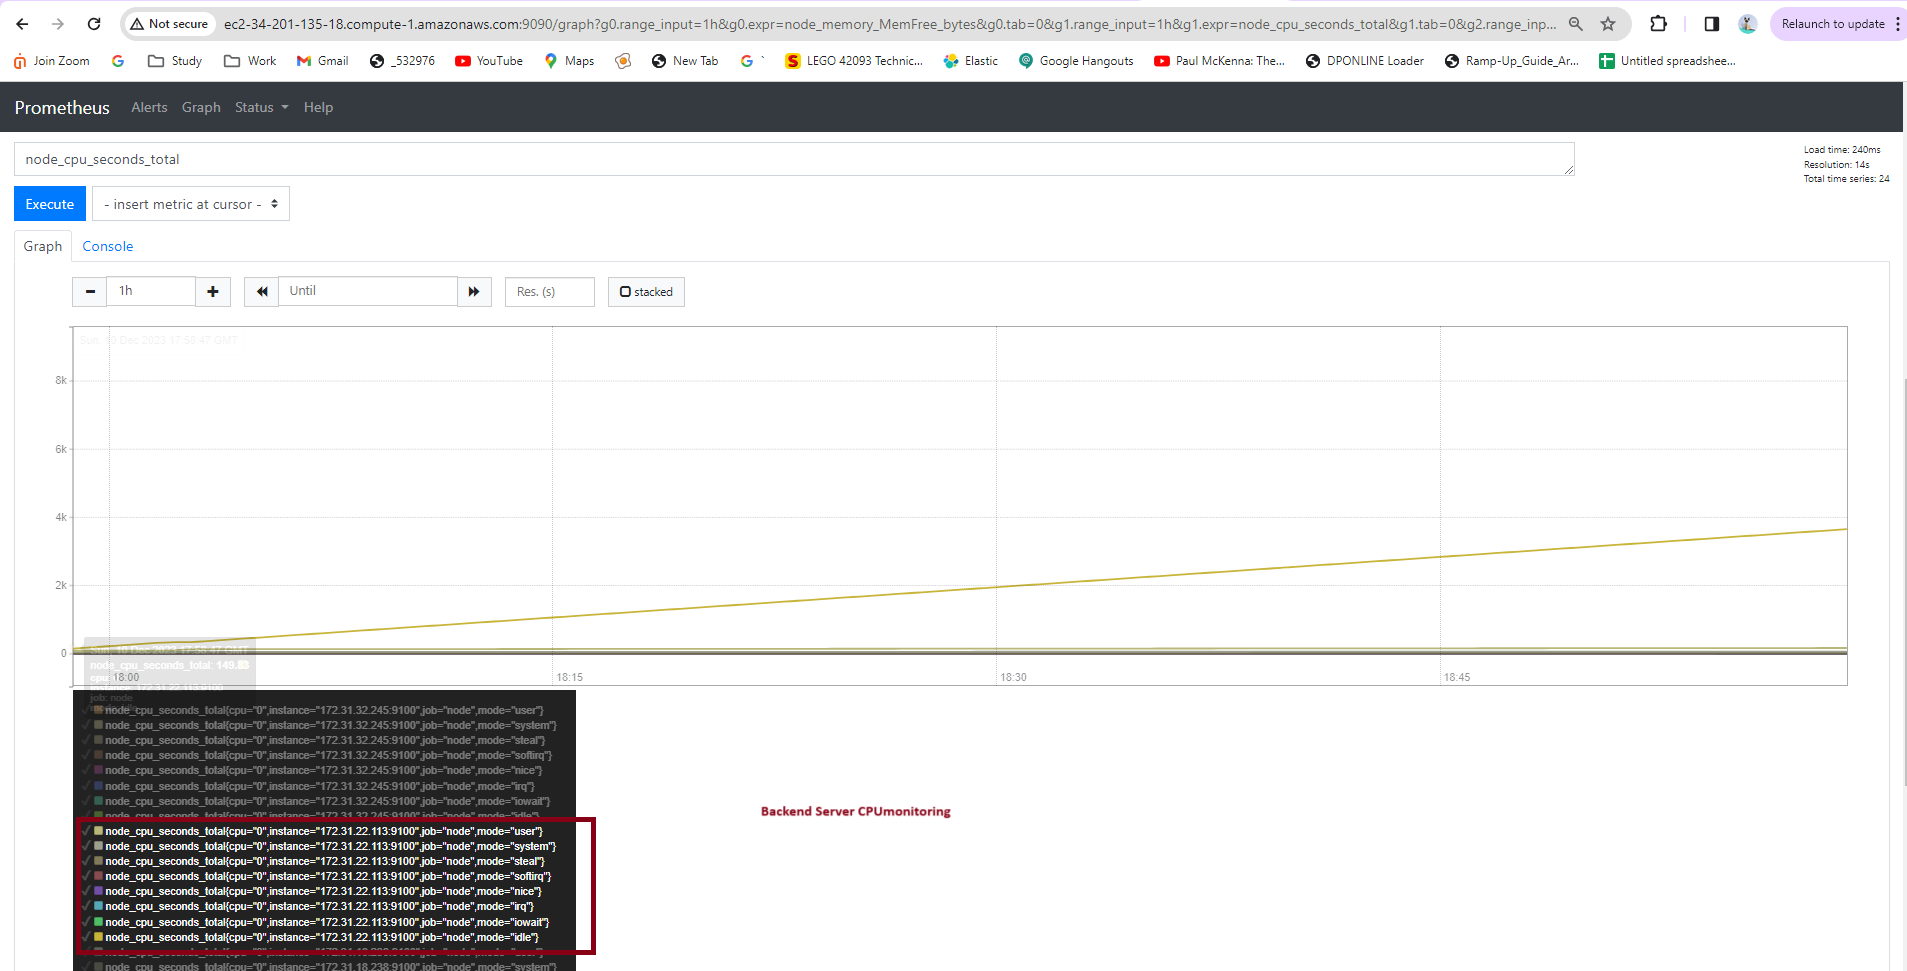 Not secure
ec2-34-201-135-18.compute-1.amazonaws.com:9090/graph?g0.range_input=1h&g0.expr=node_memory_MemFree_bytes&g0.tab=0&g1.range_input=1h&g1.expr=node_cpu_seconds_total&g1.tab=0&g2.range_inp...
Relaunch to update
Join Zoom
Study
Work
Gmail
_532976
YouTube
Maps
New Tab
LEGO 42093 Technic...
Elastic
Google Hangouts
Paul McKenna: The...
DPONLINE Loader
Ramp-Up_Guide_Ar...
Untitled spreadshee...
Prometheus Alerts Graph Status Help
node_cpu_seconds_total
Load time: 240ms
Resolution: 14s
Total time series: 24
Execute
- insert metric at cursor -
Graph Console
1h
Until
Res. (s)
stacked
Sun, 10 Dec 2023 17:58:47 GMT
8k
6k
4k
2k
0
Sun, 10 Dec 2023 17:58:47 GMT
node_cpu_seconds_total: 149.83
cpu:
instance: 172.31.22.113:9100
job: node
18:00 18:15 18:30 18:45
node_cpu_seconds_total{cpu="0",instance="172.31.32.245:9100",job="node",mode="user"}
node_cpu_seconds_total{cpu="0",instance="172.31.32.245:9100",job="node",mode="system"}
node_cpu_seconds_total{cpu="0",instance="172.31.32.245:9100",job="node",mode="steal"}
node_cpu_seconds_total{cpu="0",instance="172.31.32.245:9100",job="node",mode="softirq"}
node_cpu_seconds_total{cpu="0",instance="172.31.32.245:9100",job="node",mode="nice"}
node_cpu_seconds_total{cpu="0",instance="172.31.32.245:9100",job="node",mode="irq"}
node_cpu_seconds_total{cpu="0",instance="172.31.32.245:9100",job="node",mode="iowait"}
node_cpu_seconds_total{cpu="0",instance="172.31.32.245:9100",job="node",mode="idle"}
Backend Server CPUmonitoring
node_cpu_seconds_total{cpu="0",instance="172.31.22.113:9100",job="node",mode="user"}
node_cpu_seconds_total{cpu="0",instance="172.31.22.113:9100",job="node",mode="system"}
node_cpu_seconds_total{cpu="0",instance="172.31.22.113:9100",job="node",mode="steal"}
node_cpu_seconds_total{cpu="0",instance="172.31.22.113:9100",job="node",mode="softirq"}
node_cpu_seconds_total{cpu="0",instance="172.31.22.113:9100",job="node",mode="nice"}
node_cpu_seconds_total{cpu="0",instance="172.31.22.113:9100",job="node",mode="irq"}
node_cpu_seconds_total{cpu="0",instance="172.31.22.113:9100",job="node",mode="iowait"}
node_cpu_seconds_total{cpu="0",instance="172.31.22.113:9100",job="node",mode="idle"}
node_cpu_seconds_total{cpu="0",instance="172.31.18.238:9100",job="node",mode="user"}
node_cpu_seconds_total{cpu="0",instance="172.31.18.238:9100",job="node",mode="system"}